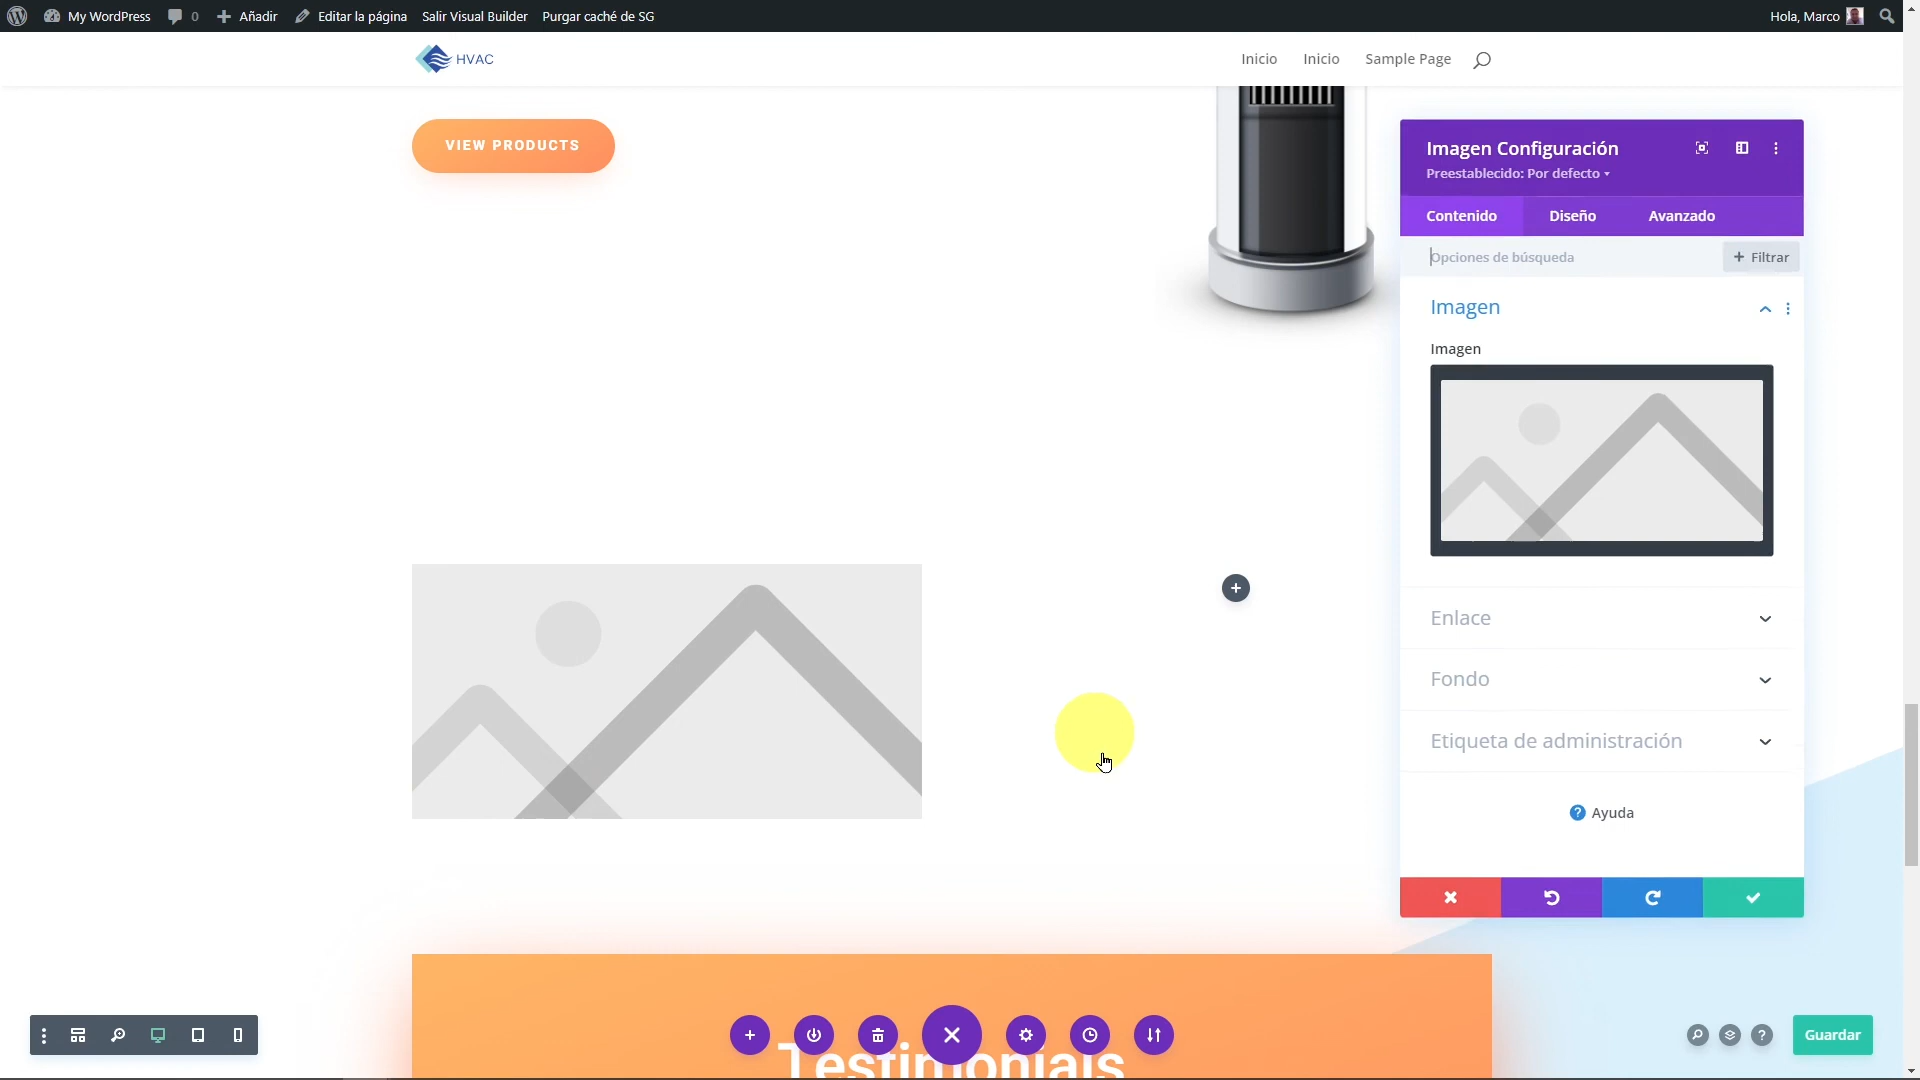 My WordPress
0
Añadir
Editar la página
Salir Visual Builder
Purgar caché de SG
Hola, Marco
HVAC
Inicio
Inicio
Sample Page
VIEW PRODUCTS
Imagen Configuración
Preestablecido: Por defecto
Contenido
Diseño
Avanzado
Opciones de búsqueda
+ Filtrar
Imagen
Imagen
Enlace
Fondo
Etiqueta de administración
? Ayuda
Testimonials
?
Guardar